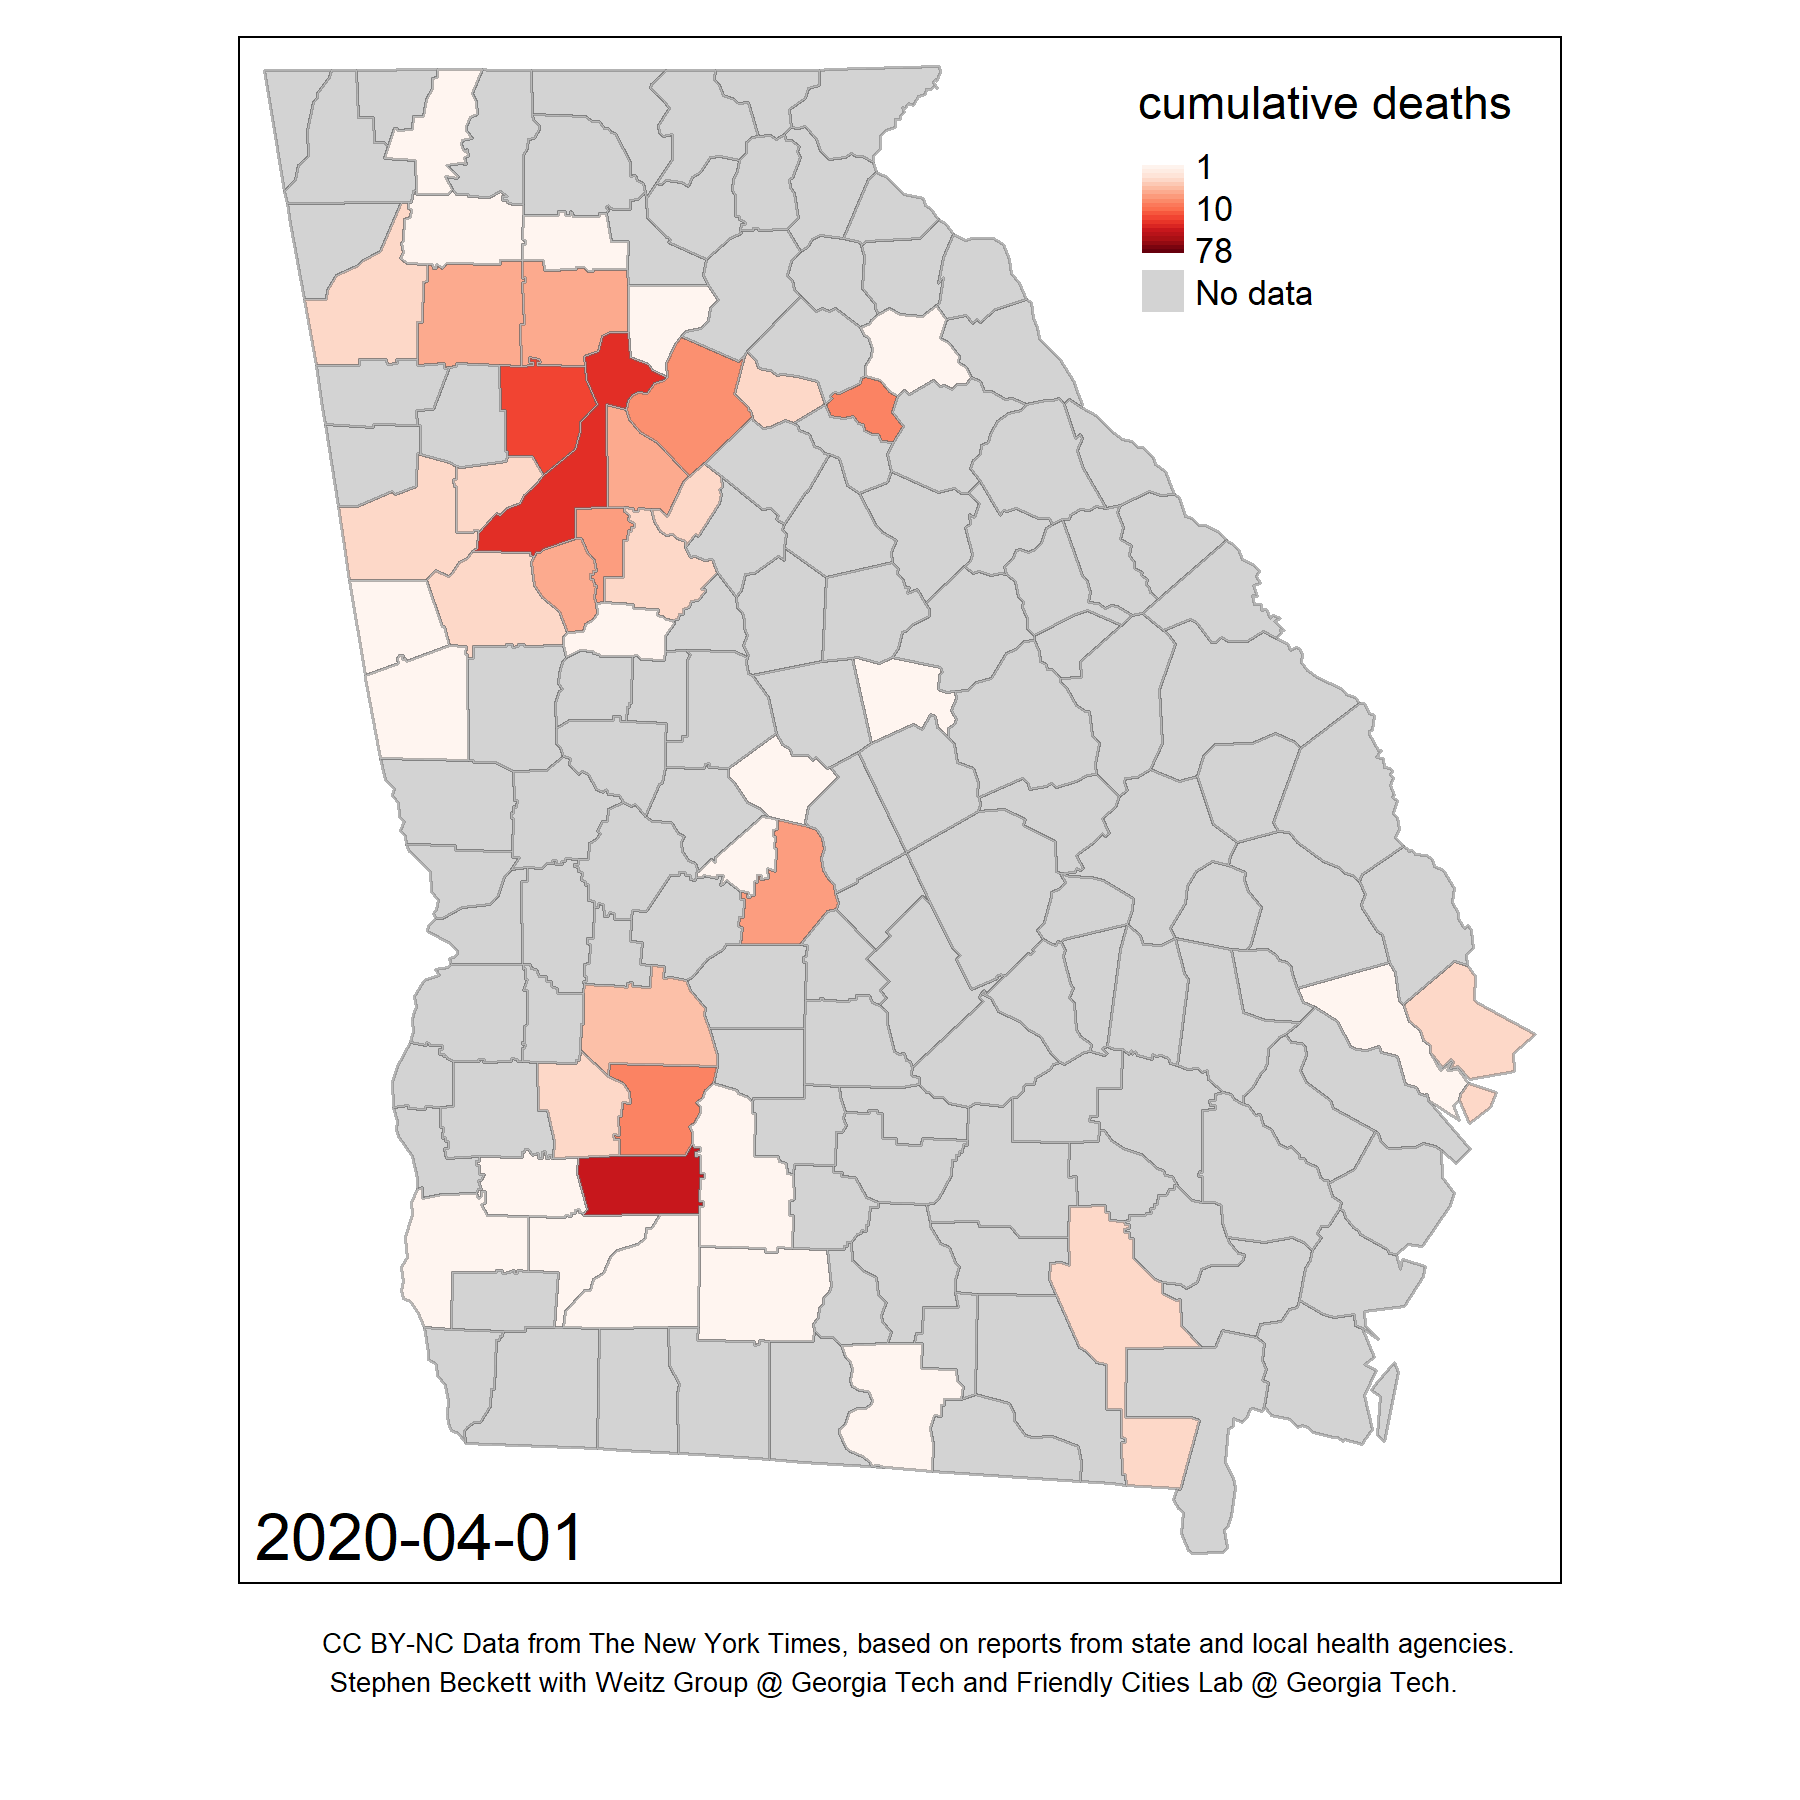 cumulative deaths
1
10
78
No data
2020-04-01
CC BY-NC Data from The New York Times, based on reports from state and local health agencies.
Stephen Beckett with Weitz Group @ Georgia Tech and Friendly Cities Lab @ Georgia Tech.